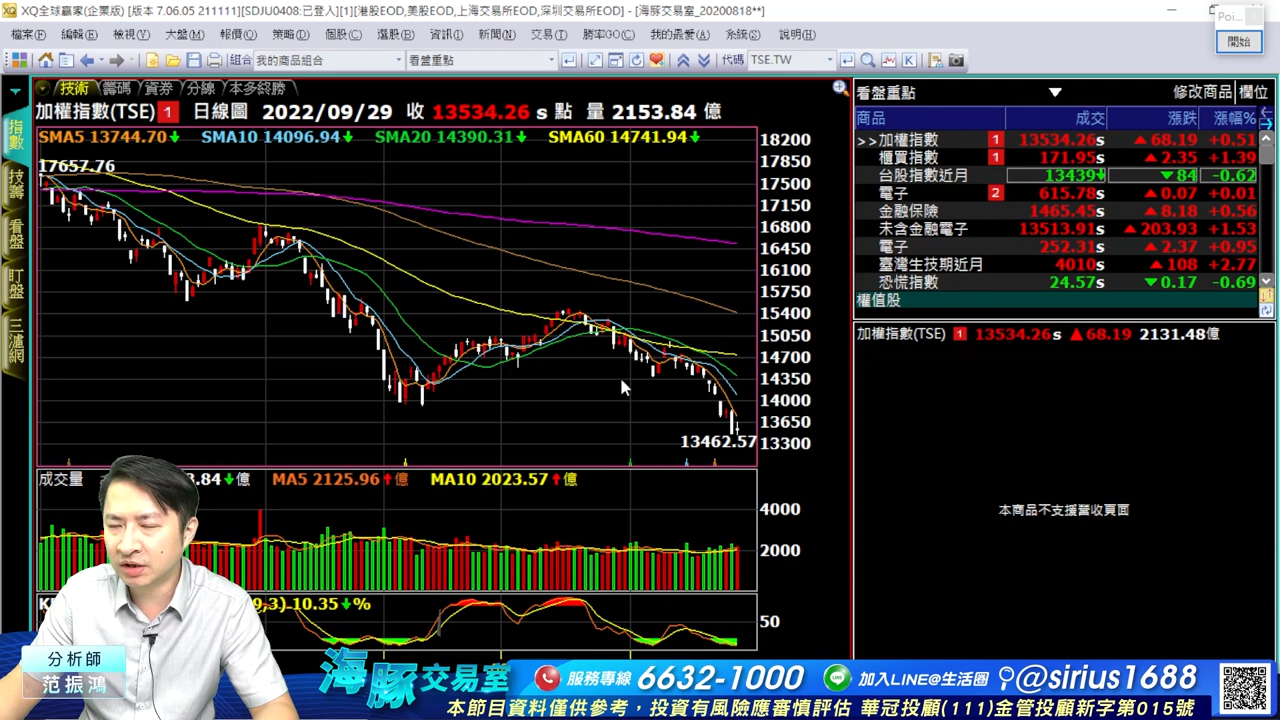 XQ全球贏家(企業版) [版本 7.06.05 211111][SDJU0408:已登入][1][港股EOD,美股EOD,上海交易所EOD,深圳交易所EOD] - [海豚交易室_20200818**]
Poi...
開始
檔案(F) 編輯(E) 檢視(V) 大盤(M) 報價(Q) 策略(D) 個股(C) 選股(B) 資訊(I) 新聞(N) 交易(T) 勝率GO(C) 我的最愛(A) 系統(S) 說明(H)
組合 我的商品組合 看盤重點 代碼 TSE.TW
技術 籌碼 資券 分線 本多終勝
加權指數(TSE) 1 日線圖 2022/09/29 收 13534.26 s 點 量 2153.84 億
SMA5 13744.70 SMA10 14096.94 SMA20 14390.31 SMA60 14741.94
17657.76
18200
17850
17500
17150
16800
16450
16100
15750
15400
15050
14700
14350
14000
13650
13300
13462.57
指數
技籌
看盤
盯盤
三濾網
成交量 3.84 億 MA5 2125.96 億 MA10 2023.57 億
4000
2000
9,3) 10.35 %
50
看盤重點 修改商品 欄位
商品 成交 漲跌 漲幅%
>>加權指數 1 13534.26s ▲68.19 +0.51
櫃買指數 1 171.95s ▲2.35 +1.39
台股指數近月 13439 ▼84 -0.62
電子 2 615.78s ▲0.07 +0.01
金融保險 1465.45s ▲8.18 +0.56
未含金融電子 13513.91s ▲203.93 +1.53
電子 252.31s ▲2.37 +0.95
臺灣生技期近月 4010s ▲108 +2.77
恐慌指數 24.57s ▼0.17 -0.69
權值股
加權指數(TSE) 1 13534.26s ▲68.19 2131.48億
本商品不支援營收頁面
分析師
范振鴻
海豚交易室 服務專線 6632-1000 加入LINE@生活圈 @sirius1688
本節目資料僅供參考，投資有風險應審慎評估 華冠投顧(111)金管投顧新字第015號